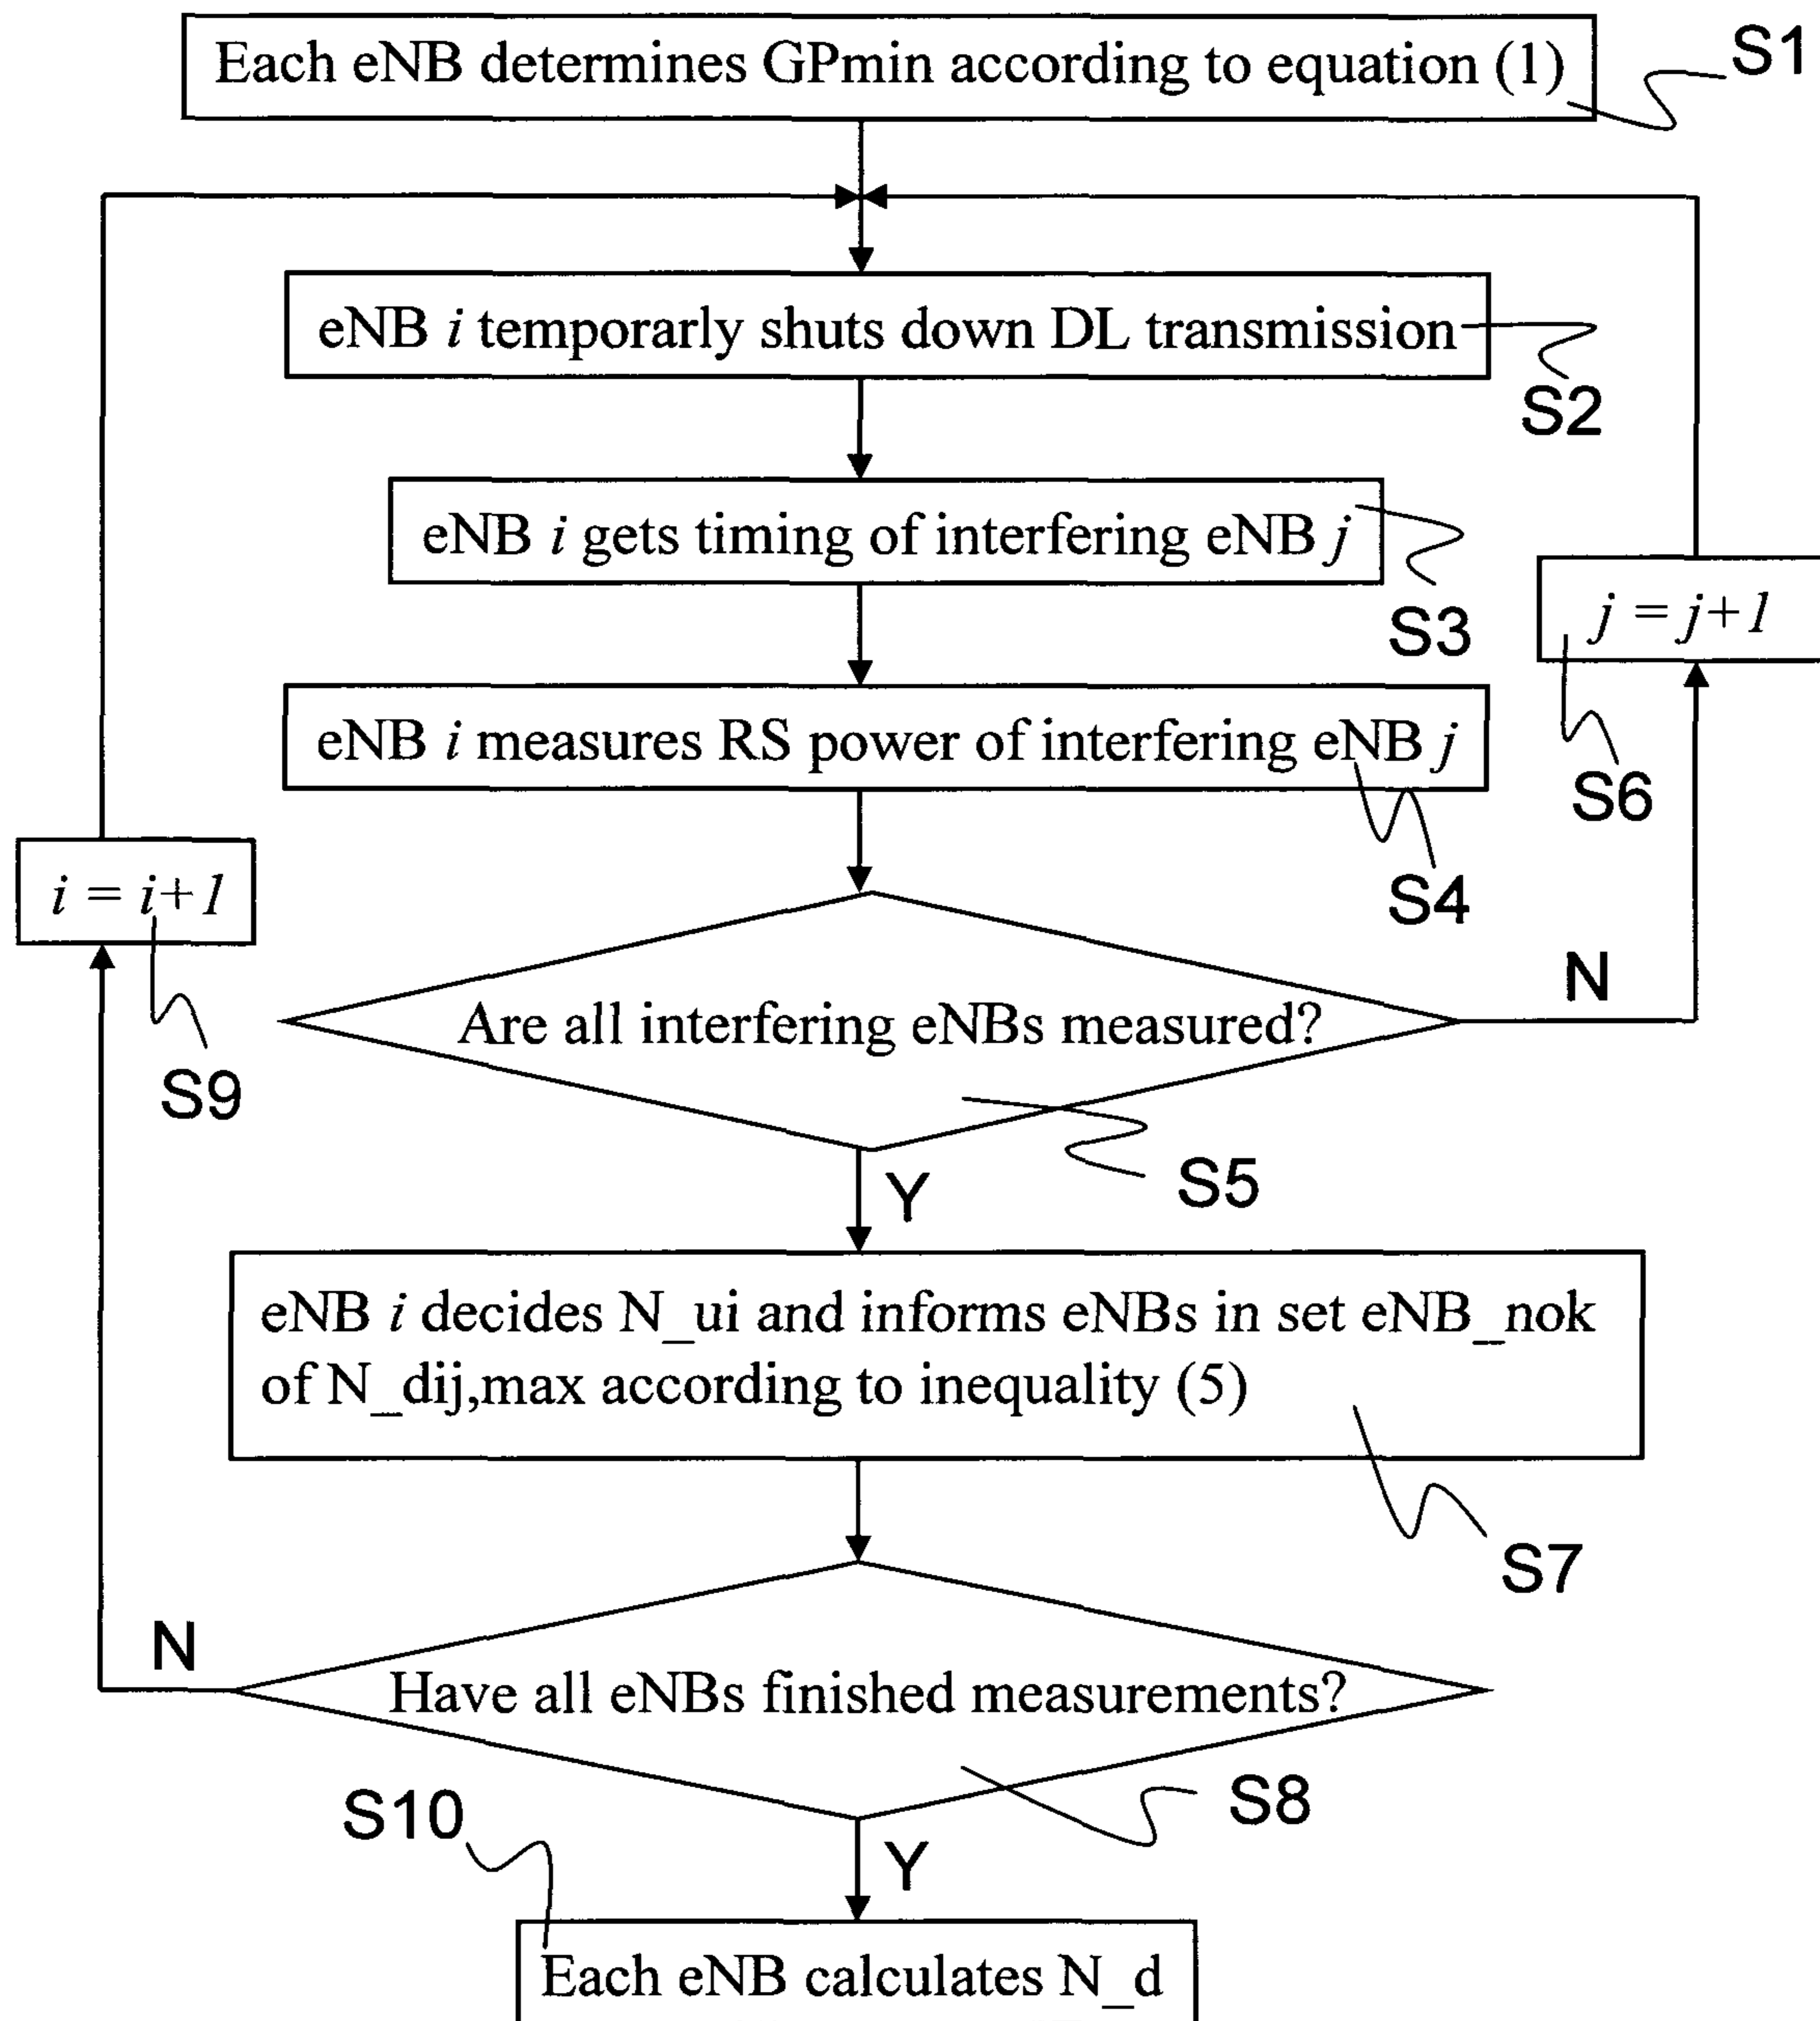 Each eNB determines GPmin according to equation (1)
S1
eNB i temporarly shuts down DL transmission
S2
eNB i gets timing of interfering eNB j
S3
j = j+1
S6
eNB i measures RS power of interfering eNB j
S4
i = i+1
S9
Are all interfering eNBs measured?
N
S5
Y
eNB i decides N_ui and informs eNBs in set eNB_nok
of N_dij,max according to inequality (5)
S7
N
Have all eNBs finished measurements?
S8
S10
Y
Each eNB calculates N_d